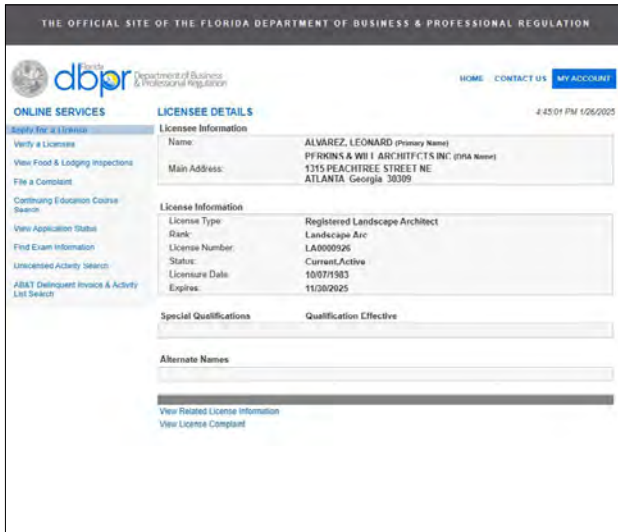 THE OFFICIAL SITE OF THE FLORIDA DEPARTMENT OF BUSINESS & PROFESSIONAL REGULATION
Florida
dbpr Department of Business
& Professional Regulation
HOME CONTACT US MY ACCOUNT
ONLINE SERVICES
Apply for a License
Verify a Licensee
View Food & Lodging Inspections
File a Complaint
Continuing Education Course
Search
View Application Status
Find Exam Information
Unlicensed Activity Search
AB&T Delinquent Invoice & Activity
List Search
LICENSEE DETAILS 4:45:01 PM 1/26/2025
Licensee Information
Name: ALVAREZ, LEONARD (Primary Name)
PERKINS & WILL ARCHITECTS INC (DBA Name)
Main Address: 1315 PEACHTREE STREET NE
ATLANTA Georgia 30309
License Information
License Type: Registered Landscape Architect
Rank: Landscape Arc
License Number: LA0000926
Status: Current,Active
Licensure Date: 10/07/1983
Expires: 11/30/2025
Special Qualifications Qualification Effective
Alternate Names
View Related License Information
View License Complaint